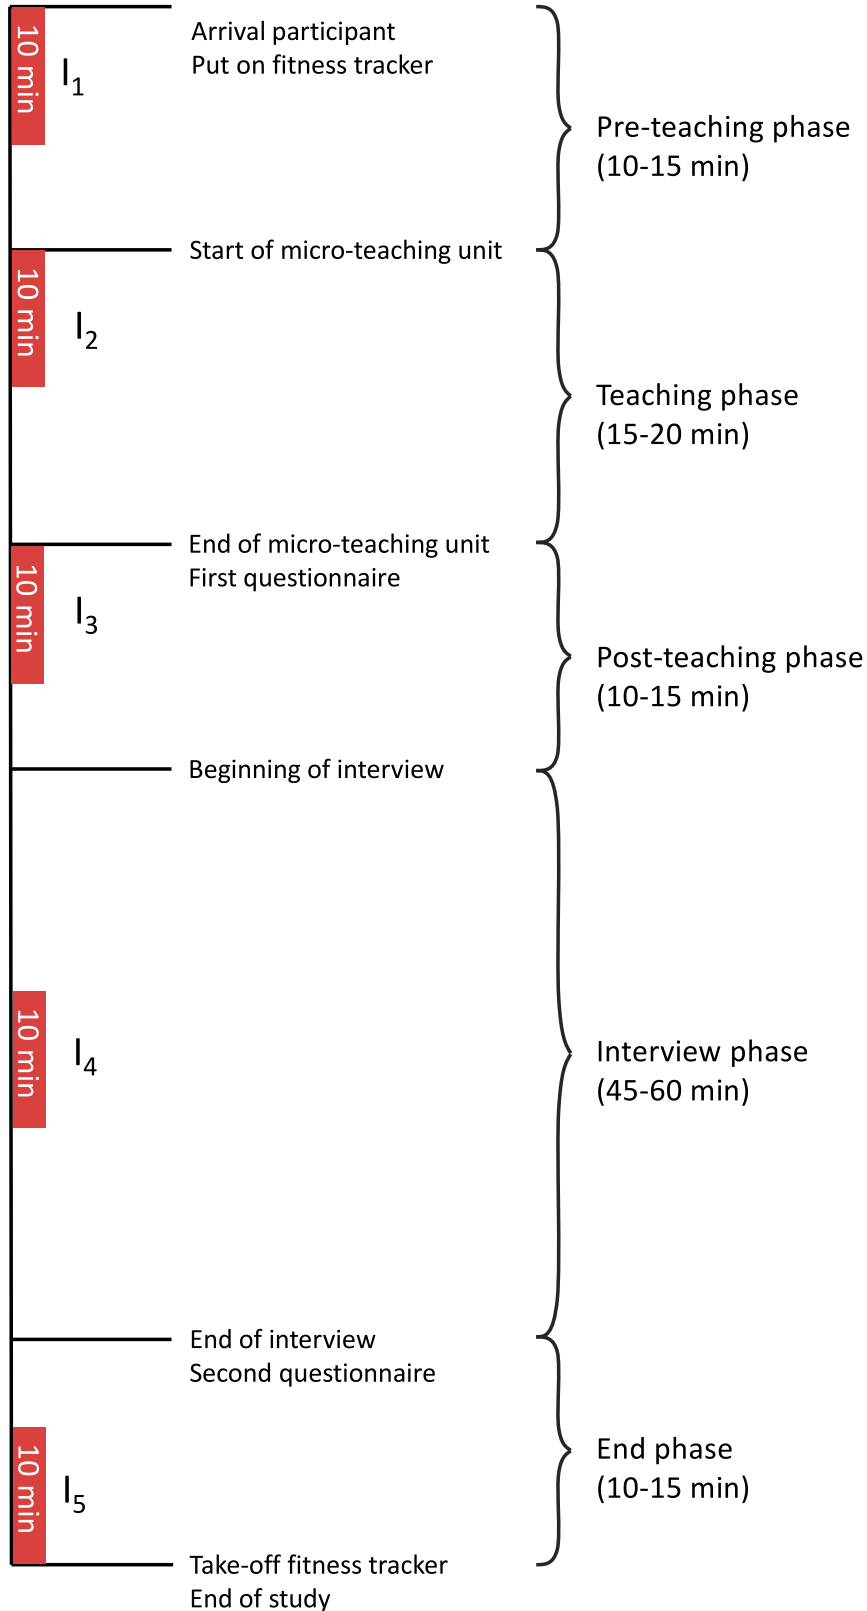 10 min
I1
Arrival participant
Put on fitness tracker
Pre-teaching phase
(10-15 min)
Start of micro-teaching unit
10 min
I2
Teaching phase
(15-20 min)
End of micro-teaching unit
First questionnaire
10 min
I3
Post-teaching phase
(10-15 min)
Beginning of interview
10 min
I4
Interview phase
(45-60 min)
End of interview
Second questionnaire
10 min
I5
End phase
(10-15 min)
Take-off fitness tracker
End of study